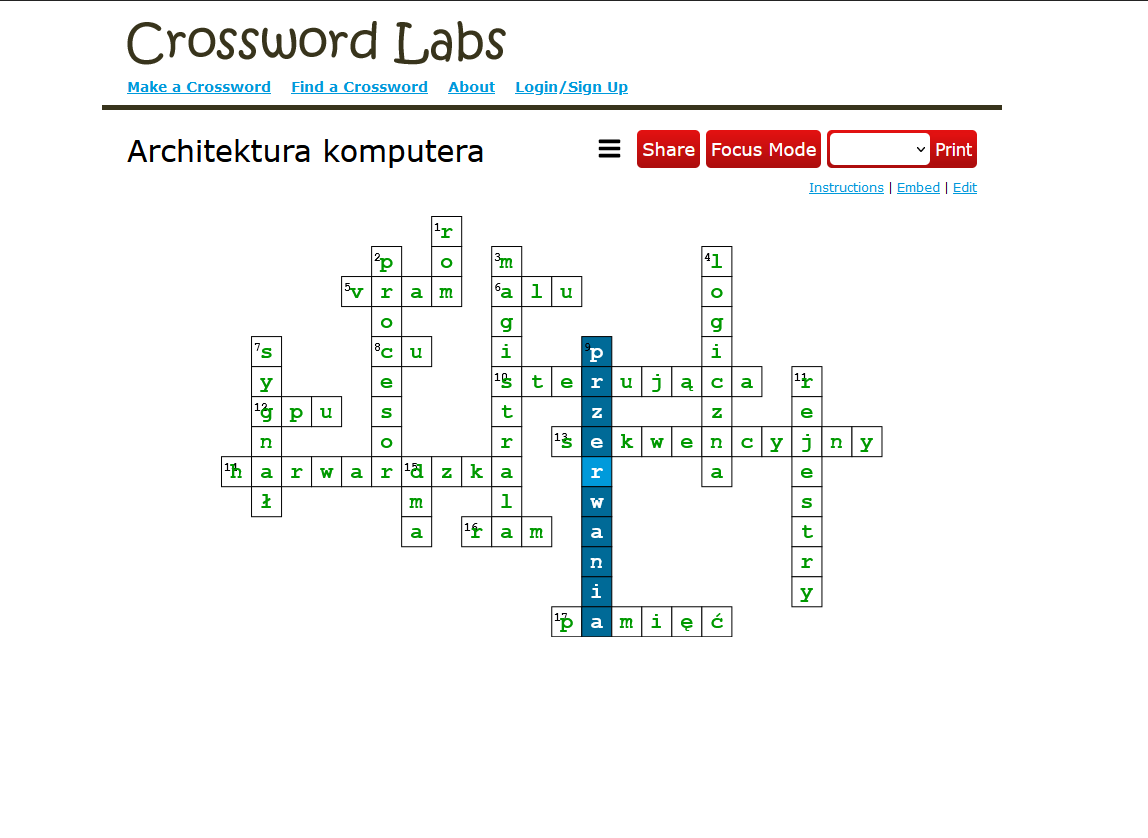 Crossword Labs
Make a Crossword Find a Crossword About Login/Sign Up
Architektura komputera
Share Focus Mode Print
Instructions | Embed | Edit
1 r
2 p o 3 m 4 l
5 v r a m 6 a l u o
o g g
7 s 8 c u i 9 p i
y e 10 s t e r u j ą c a 11 r
12 g p u s t z z e
n o r 13 s e k w e n c y j n y
14 h a r w a r 15 d z k a r a e
ł m l w s
a 16 r a m a t
n r
i y
17 p a m i ę ć